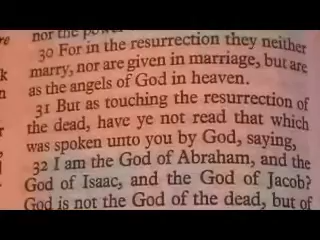 nor the power
30 For in the resurrection they neither
marry, nor are given in marriage, but are
as the angels of God in heaven.
31 But as touching the resurrection of
the dead, have ye not read that which
was spoken unto you by God, saying,
32 I am the God of Abraham, and the
God of Isaac, and the God of Jacob?
God is not the God of the dead, but of